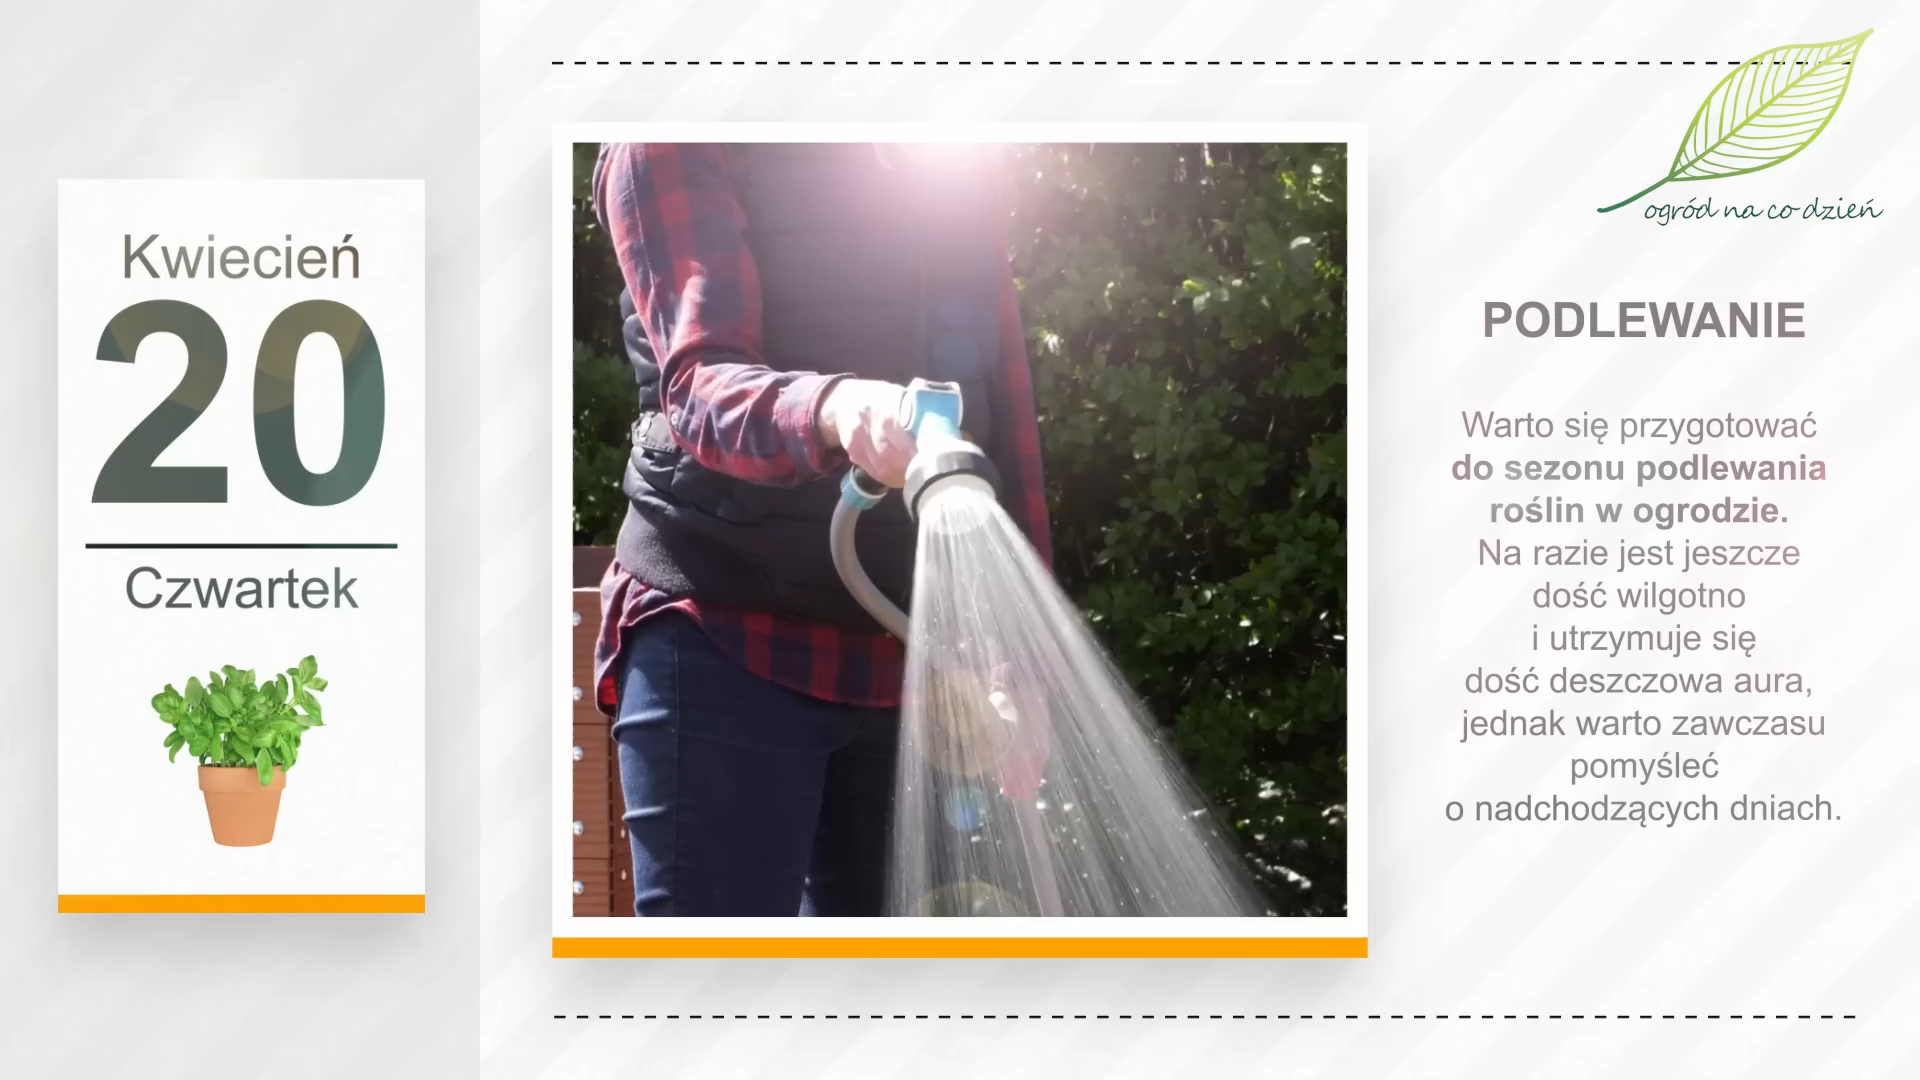 Kwiecień
20
Czwartek
ogród na co dzień
PODLEWANIE
Warto się przygotować
do sezonu podlewania
roślin w ogrodzie.
Na razie jest jeszcze
dość wilgotno
i utrzymuje się
dość deszczowa aura,
jednak warto zawczasu
pomyśleć
o nadchodzących dniach.